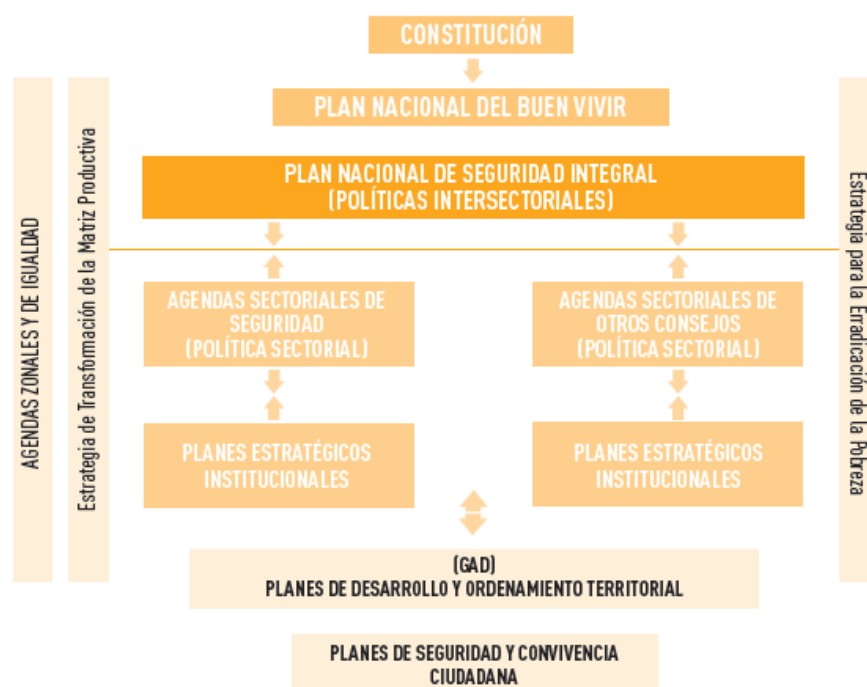 CONSTITUCIÓN
PLAN NACIONAL DEL BUEN VIVIR
PLAN NACIONAL DE SEGURIDAD INTEGRAL
(POLÍTICAS INTERSECTORIALES)
AGENDAS ZONALES Y DE IGUALDAD
Estrategia de Transformación de la Matriz Productiva
AGENDAS SECTORIALES DE
SEGURIDAD
(POLÍTICA SECTORIAL)
AGENDAS SECTORIALES DE
OTROS CONSEJOS
(POLÍTICA SECTORIAL)
Estrategia para la Erradicación de la Pobreza
PLANES ESTRATÉGICOS
INSTITUCIONALES
PLANES ESTRATÉGICOS
INSTITUCIONALES
(GAD)
PLANES DE DESARROLLO Y ORDENAMIENTO TERRITORIAL
PLANES DE SEGURIDAD Y CONVIVENCIA
CIUDADANA